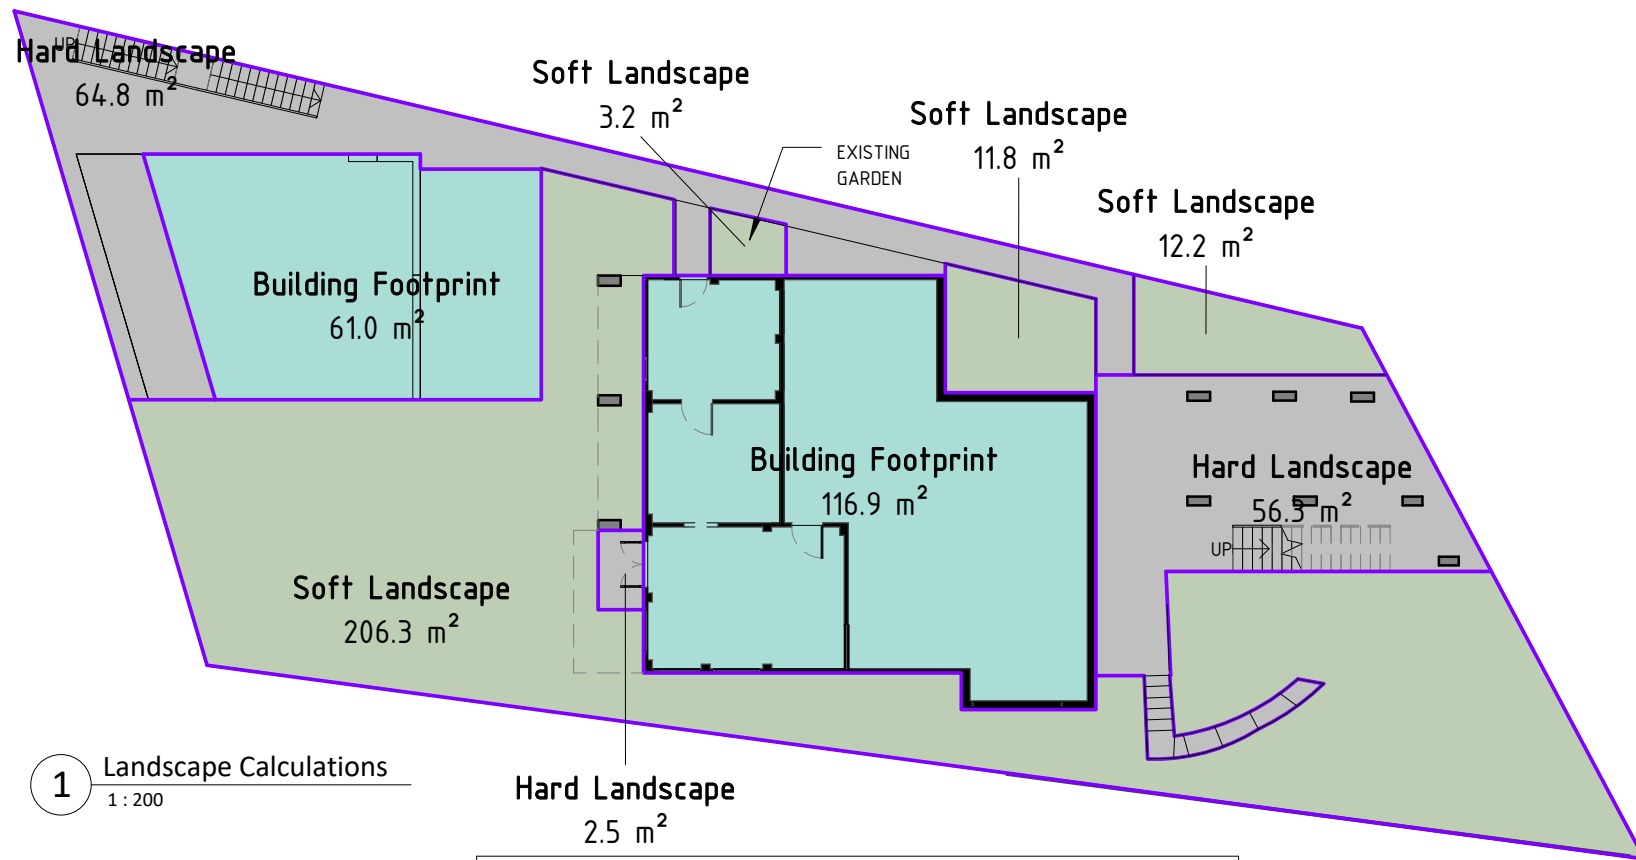 UP
Hard Landscape
64.8 m²
Soft Landscape
3.2 m²
EXISTING
GARDEN
Soft Landscape
11.8 m²
Soft Landscape
12.2 m²
Building Footprint
61.0 m²
Building Footprint
116.9 m²
Hard Landscape
56.3 m²
UP
Soft Landscape
206.3 m²
Hard Landscape
2.5 m²
1
Landscape Calculations
1 : 200